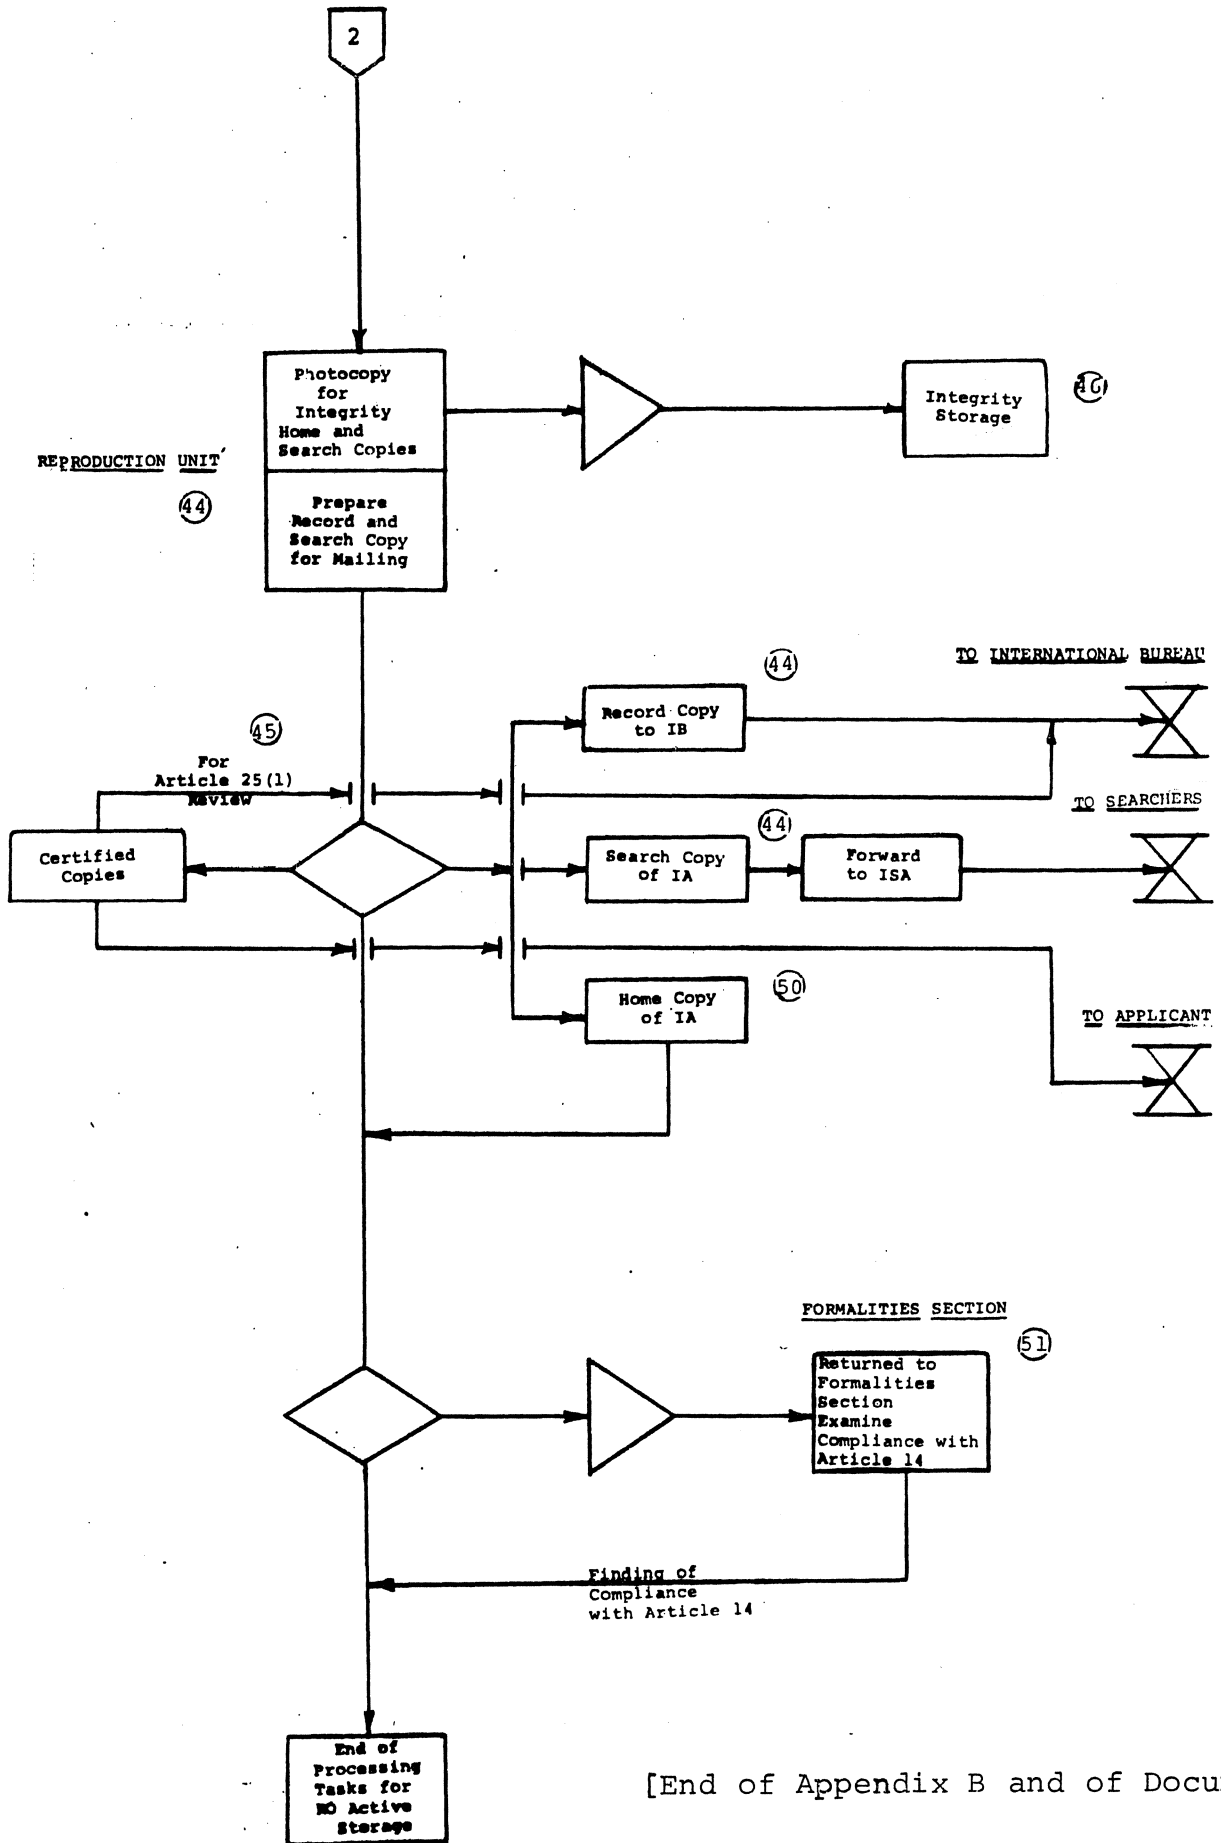 2
Photocopy
for
Integrity
Home and
Search Copies
Integrity
Storage
REPRODUCTION UNIT
44
Prepare
Record and
Search Copy
for Mailing
TO INTERNATIONAL BUREAU
44
Record Copy
to IB
45
For
Article 25(1)
Review
TO SEARCHERS
44
Certified
Copies
Search Copy
of IA
Forward
to ISA
50
Home Copy
of IA
TO APPLICANT
FORMALITIES SECTION
51
Returned to
Formalities
Section
Examine
Compliance with
Article 14
Finding of
Compliance
with Article 14
End of
Processing
Tasks for
RO Active
Storage
[End of Appendix B and of Docu